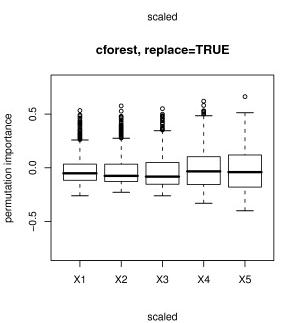 scaled
cforest, replace=TRUE
permutation importance
0.5
0.0
−0.5
X1 X2 X3 X4 X5
scaled